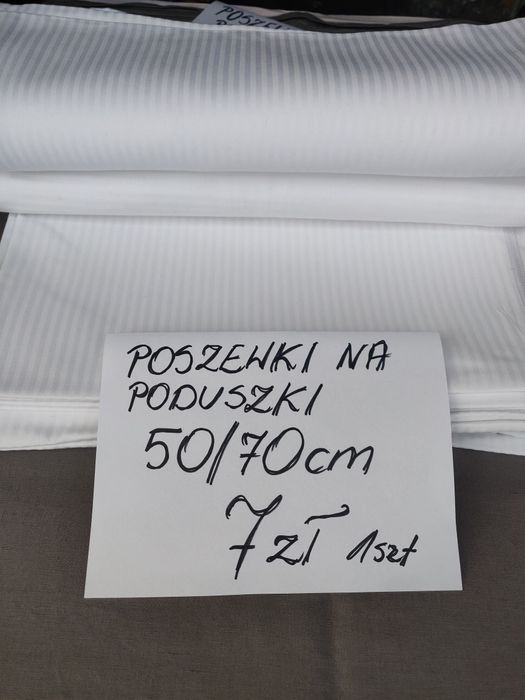 POSZEWKI NA
PODUSZKI
50/70cm
7zł 1szt